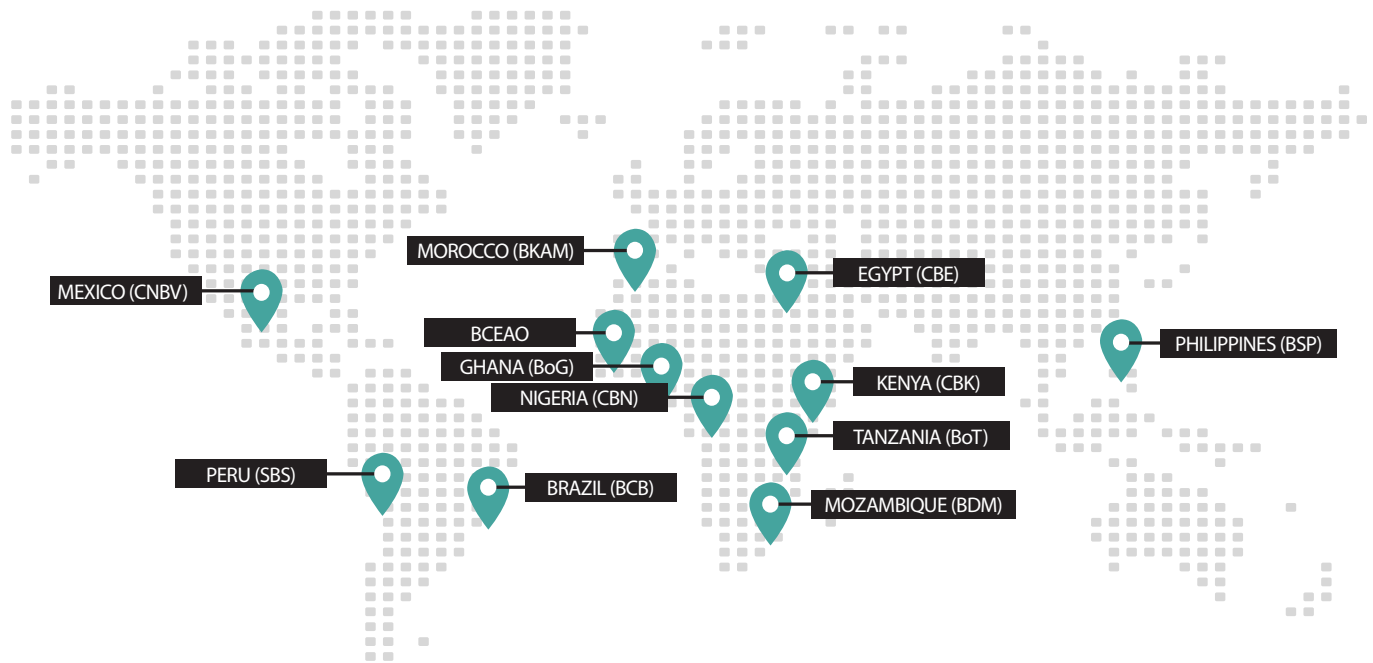 MOROCCO (BKAM)
EGYPT (CBE)
MEXICO (CNBV)
BCEAO
PHILIPPINES (BSP)
GHANA (BoG)
KENYA (CBK)
NIGERIA (CBN)
TANZANIA (BoT)
PERU (SBS)
BRAZIL (BCB)
MOZAMBIQUE (BDM)